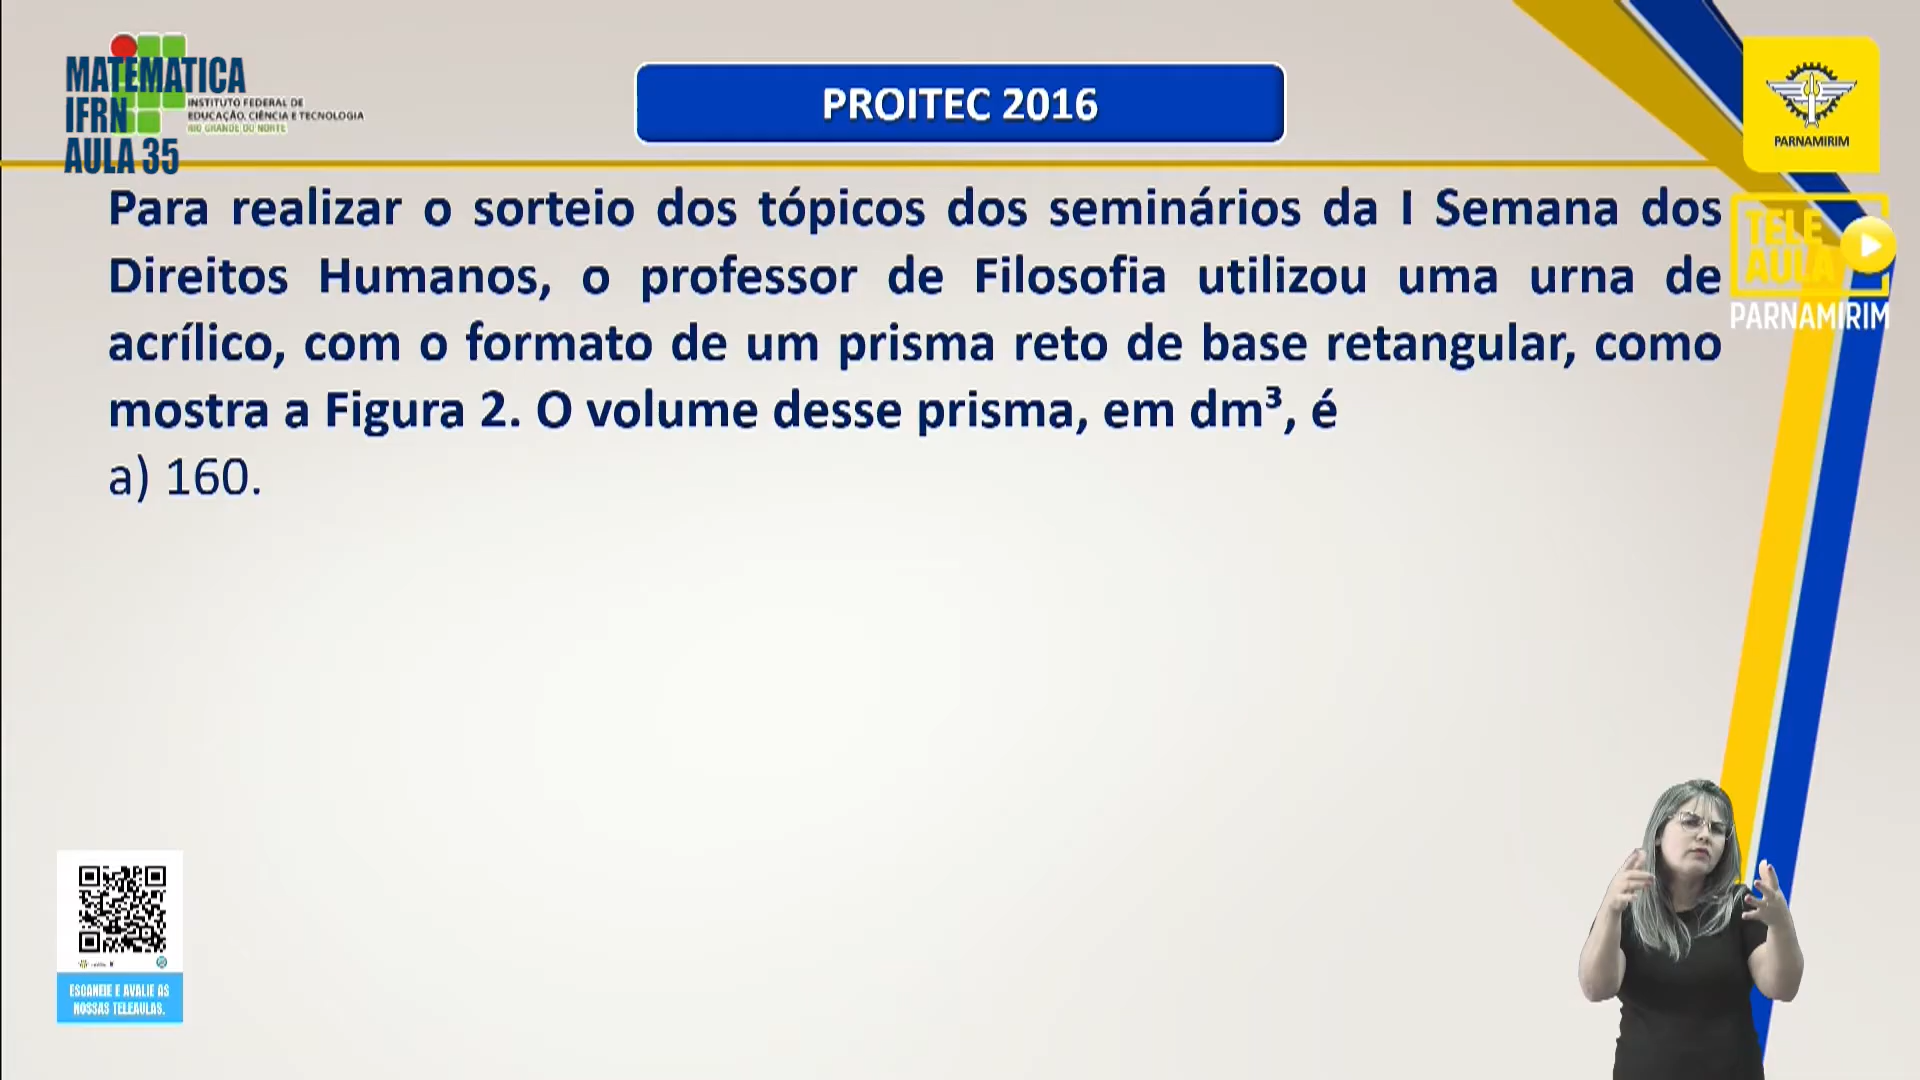 MATEMATICA
IFRN
AULA 35
INSTITUTO FEDERAL DE
EDUCAÇÃO, CIÊNCIA E TECNOLOGIA
RIO GRANDE DO NORTE
PROITEC 2016
PARNAMIRIM
TELE
AULA
PARNAMIRIM
Para realizar o sorteio dos tópicos dos seminários da I Semana dos
Direitos Humanos, o professor de Filosofia utilizou uma urna de
acrílico, com o formato de um prisma reto de base retangular, como
mostra a Figura 2. O volume desse prisma, em dm³, é
a) 160.
ESCANEIE E AVALIE AS
NOSSAS TELEAULAS.